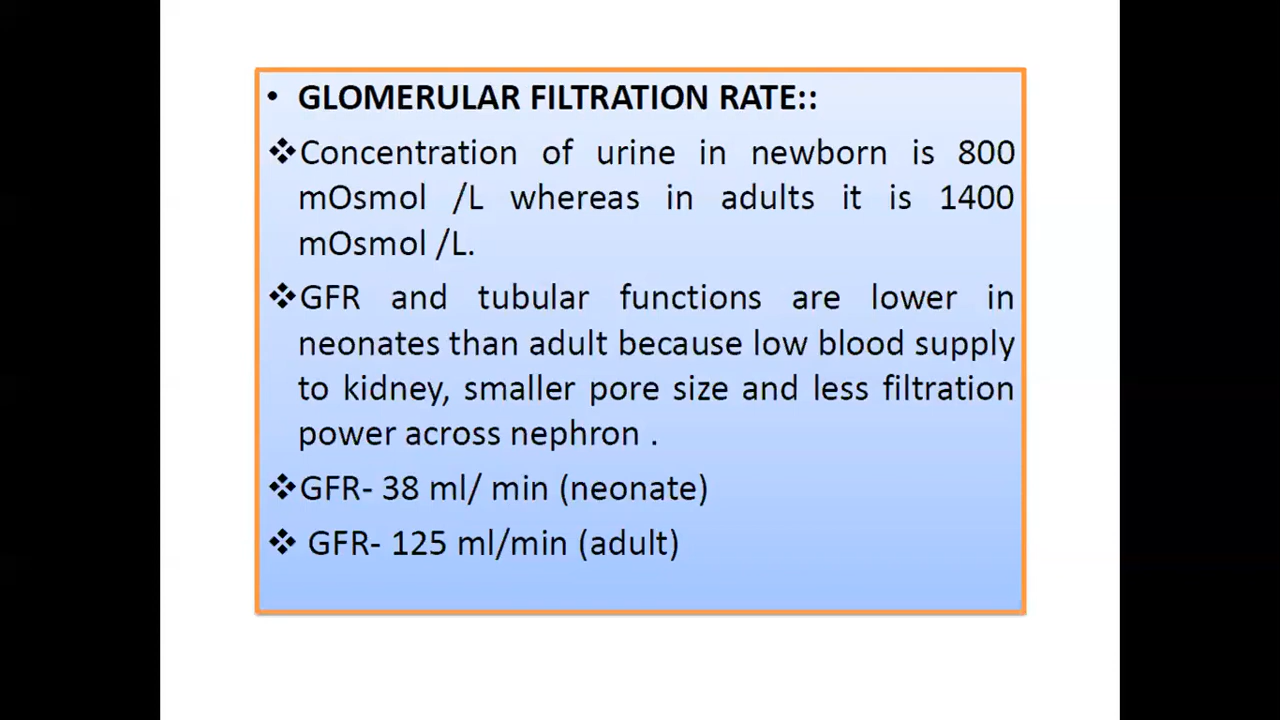 • GLOMERULAR FILTRATION RATE::
❖Concentration of urine in newborn is 800
mOsmol /L whereas in adults it is 1400
mOsmol /L.
❖GFR and tubular functions are lower in
neonates than adult because low blood supply
to kidney, smaller pore size and less filtration
power across nephron .
❖GFR- 38 ml/ min (neonate)
❖ GFR- 125 ml/min (adult)